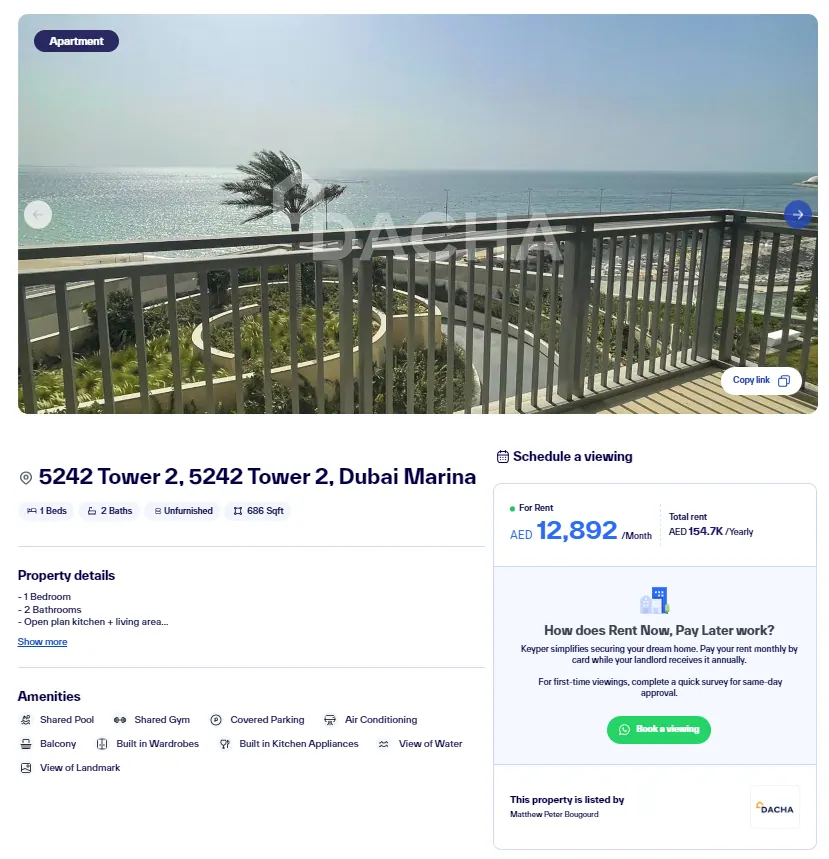 Apartment
DACHA
Copy link
5242 Tower 2, 5242 Tower 2, Dubai Marina
1 Beds
2 Baths
Unfurnished
686 Sqft
Property details
- 1 Bedroom
- 2 Bathrooms
- Open plan kitchen + living area...
Show more
Amenities
Shared Pool
Shared Gym
Covered Parking
Air Conditioning
Balcony
Built in Wardrobes
Built in Kitchen Appliances
View of Water
View of Landmark
Schedule a viewing
For Rent
AED 12,892 /Month
Total rent
AED 154.7K /Yearly
How does Rent Now, Pay Later work?
Keyper simplifies securing your dream home. Pay your rent monthly by
card while your landlord receives it annually.
For first-time viewings, complete a quick survey for same-day
approval.
Book a viewing
This property is listed by
Matthew Peter Bougourd
DACHA